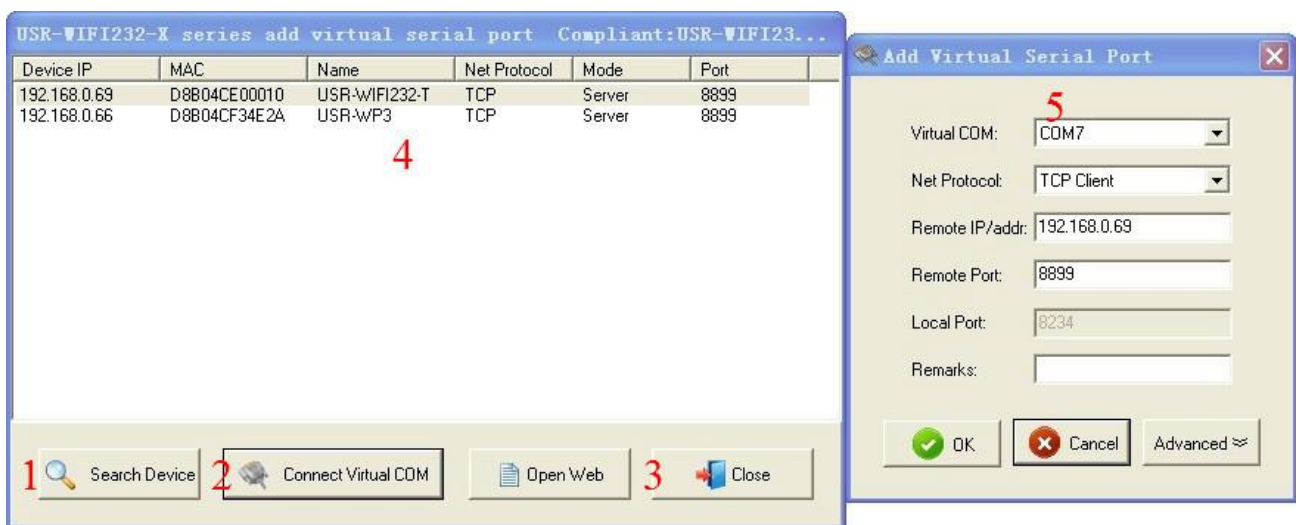 USR-WIFI232-X series add virtual serial port Compliant:USR-WIFI23...
Device IP MAC Name Net Protocol Mode Port
192.168.0.69 D8B04CE00010 USR-WIFI232-T TCP Server 8899
192.168.0.66 D8B04CF34E2A USR-WP3 TCP Server 8899
4
1 Search Device 2 Connect Virtual COM Open Web 3 Close
Add Virtual Serial Port
5
Virtual COM: COM7
Net Protocol: TCP Client
Remote IP/addr: 192.168.0.69
Remote Port: 8899
Local Port: 8234
Remarks:
OK Cancel Advanced